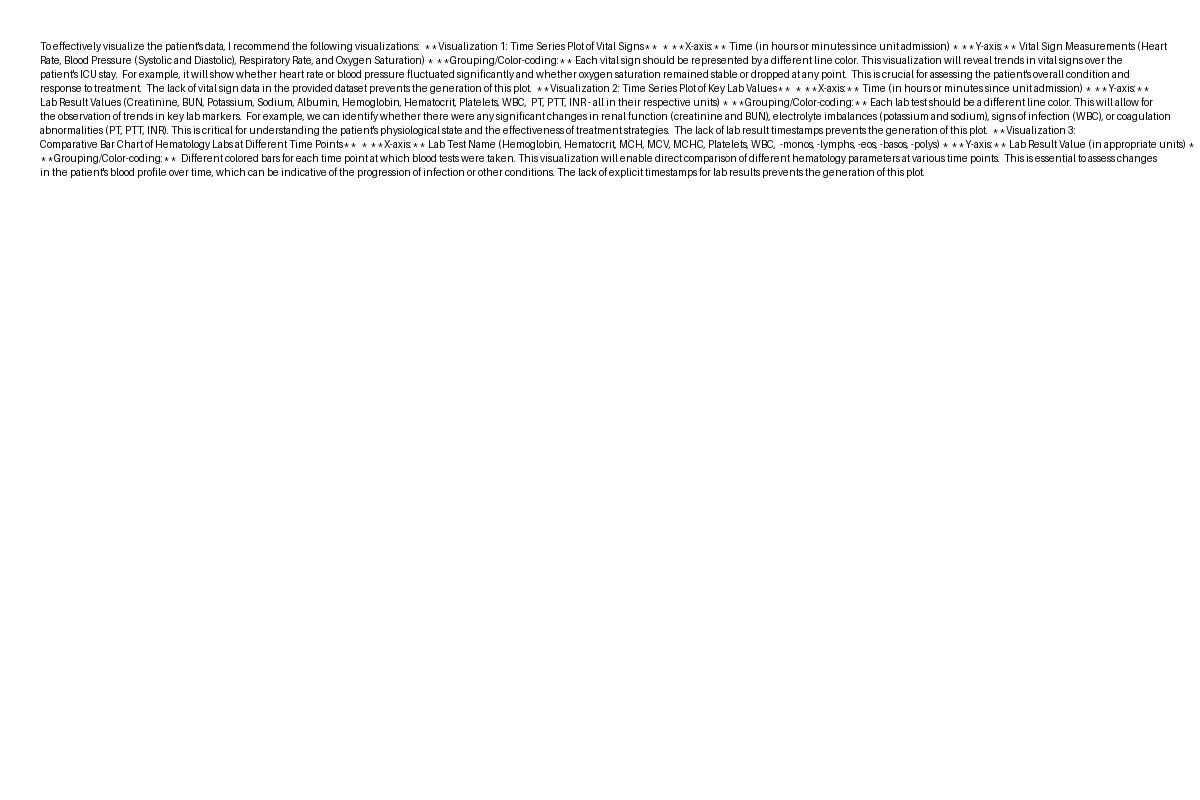 To effectively visualize the patient's data, I recommend the following visualizations:  **Visualization 1: Time Series Plot of Vital Signs**  * **X-axis:** Time (in hours or minutes since unit admission) * **Y-axis:** Vital Sign Measurements (Heart
Rate, Blood Pressure (Systolic and Diastolic), Respiratory Rate, and Oxygen Saturation) * **Grouping/Color-coding:** Each vital sign should be represented by a different line color. This visualization will reveal trends in vital signs over the
patient's ICU stay.  For example, it will show whether heart rate or blood pressure fluctuated significantly and whether oxygen saturation remained stable or dropped at any point.  This is crucial for assessing the patient's overall condition and
response to treatment.  The lack of vital sign data in the provided dataset prevents the generation of this plot.  **Visualization 2: Time Series Plot of Key Lab Values**  * **X-axis:** Time (in hours or minutes since unit admission) * **Y-axis:**
Lab Result Values (Creatinine, BUN, Potassium, Sodium, Albumin, Hemoglobin, Hematocrit, Platelets, WBC,  PT, PTT, INR - all in their respective units) * **Grouping/Color-coding:** Each lab test should be a different line color. This will allow for
the observation of trends in key lab markers.  For example, we can identify whether there were any significant changes in renal function (creatinine and BUN), electrolyte imbalances (potassium and sodium), signs of infection (WBC), or coagulation
abnormalities (PT, PTT, INR). This is critical for understanding the patient's physiological state and the effectiveness of treatment strategies.  The lack of lab result timestamps prevents the generation of this plot.  **Visualization 3:
Comparative Bar Chart of Hematology Labs at Different Time Points**  * **X-axis:** Lab Test Name (Hemoglobin, Hematocrit, MCH, MCV, MCHC, Platelets, WBC,  -monos, -lymphs, -eos, -basos, -polys) * **Y-axis:** Lab Result Value (in appropriate units) *
**Grouping/Color-coding:**  Different colored bars for each time point at which blood tests were taken. This visualization will enable direct comparison of different hematology parameters at various time points.  This is essential to assess changes
in the patient's blood profile over time, which can be indicative of the progression of infection or other conditions. The lack of explicit timestamps for lab results prevents the generation of this plot.